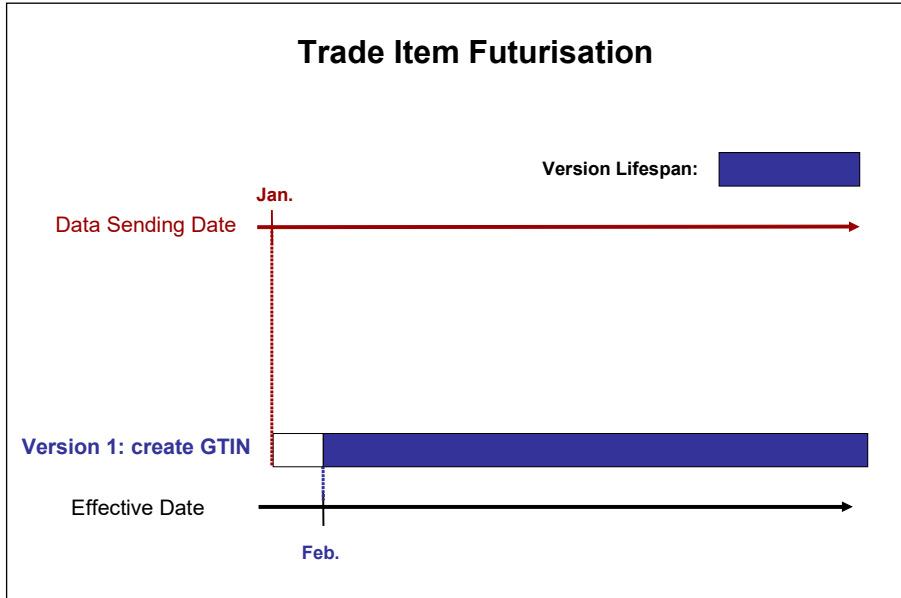 Trade Item Futurisation
Version Lifespan:
Jan.
Data Sending Date
Version 1: create GTIN
Effective Date
Feb.